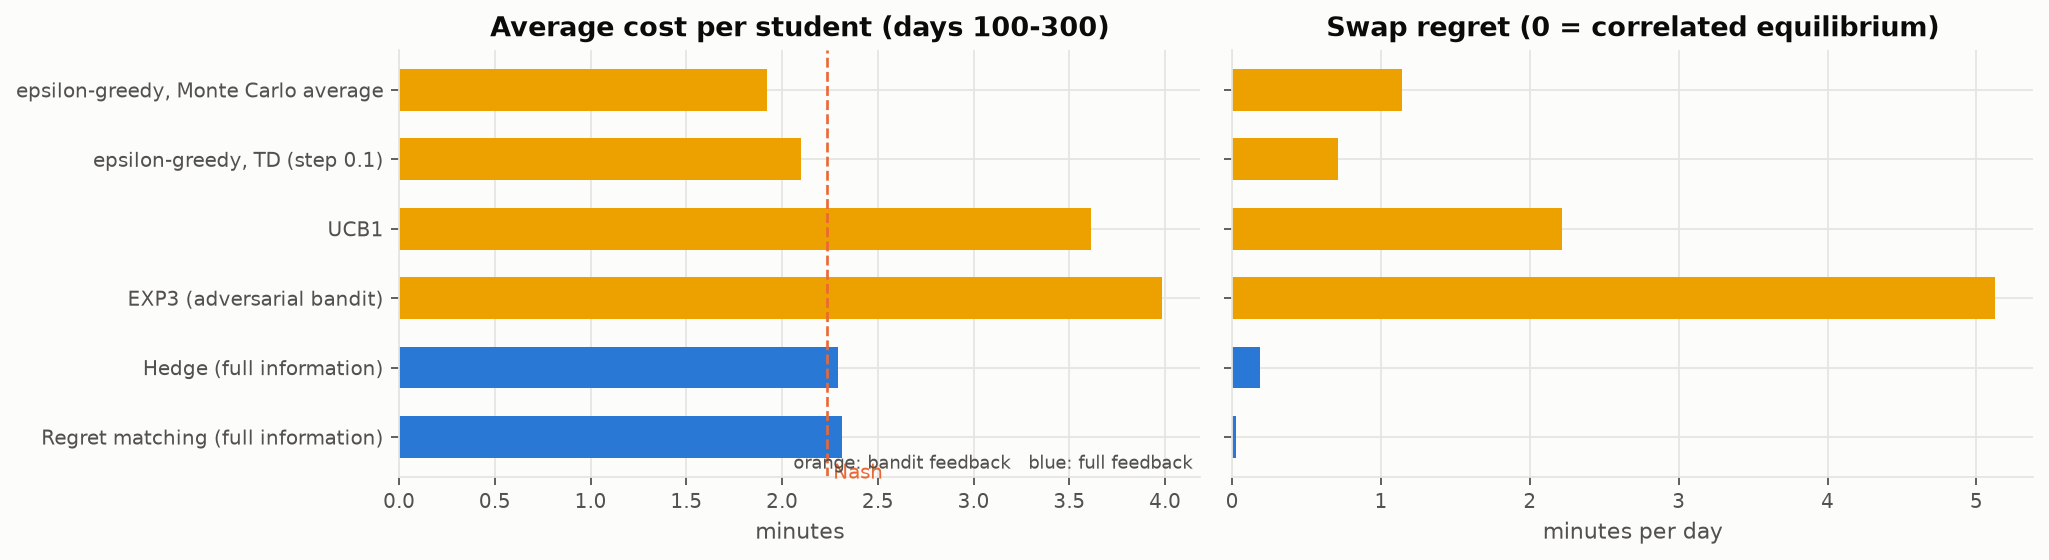 Average cost per student (days 100-300)
epsilon-greedy, Monte Carlo average
epsilon-greedy, TD (step 0.1)
UCB1
EXP3 (adversarial bandit)
Hedge (full information)
Regret matching (full information)
orange: bandit feedback   blue: full feedback
Nash
0.0 0.5 1.0 1.5 2.0 2.5 3.0 3.5 4.0
minutes
Swap regret (0 = correlated equilibrium)
0 1 2 3 4 5
minutes per day